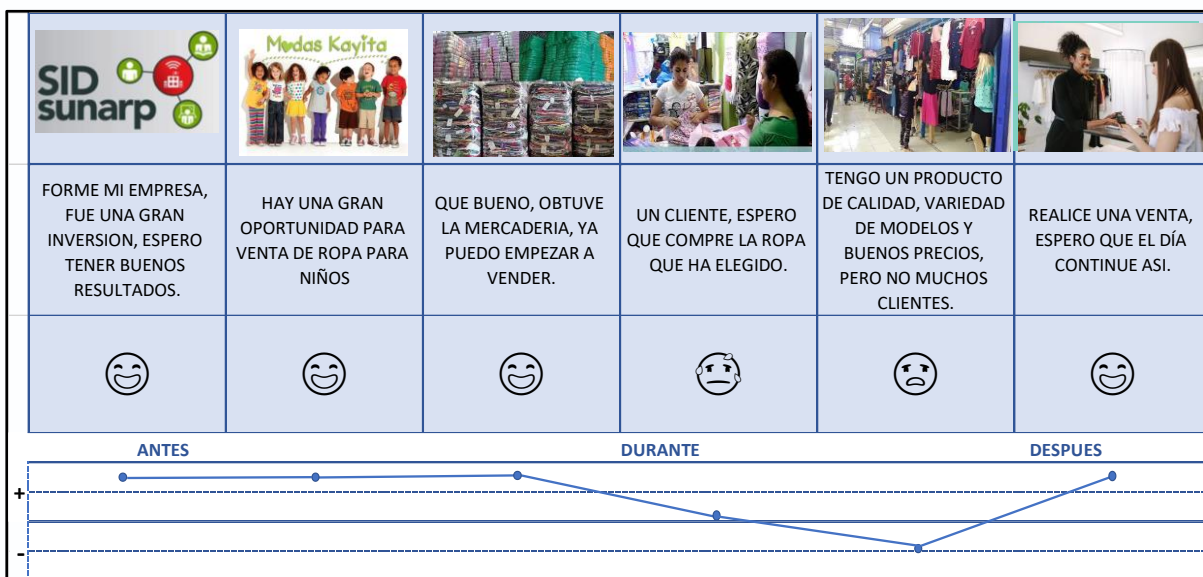 SID
sunarp
Modas Kayita
FORME MI EMPRESA,
FUE UNA GRAN
INVERSION, ESPERO
TENER BUENOS
RESULTADOS.
HAY UNA GRAN
OPORTUNIDAD PARA
VENTA DE ROPA PARA
NIÑOS
QUE BUENO, OBTUVE
LA MERCADERIA, YA
PUEDO EMPEZAR A
VENDER.
UN CLIENTE, ESPERO
QUE COMPRE LA ROPA
QUE HA ELEGIDO.
TENGO UN PRODUCTO
DE CALIDAD, VARIEDAD
DE MODELOS Y
BUENOS PRECIOS,
PERO NO MUCHOS
CLIENTES.
REALICE UNA VENTA,
ESPERO QUE EL DÍA
CONTINUE ASI.
ANTES
DURANTE
DESPUES
+
-